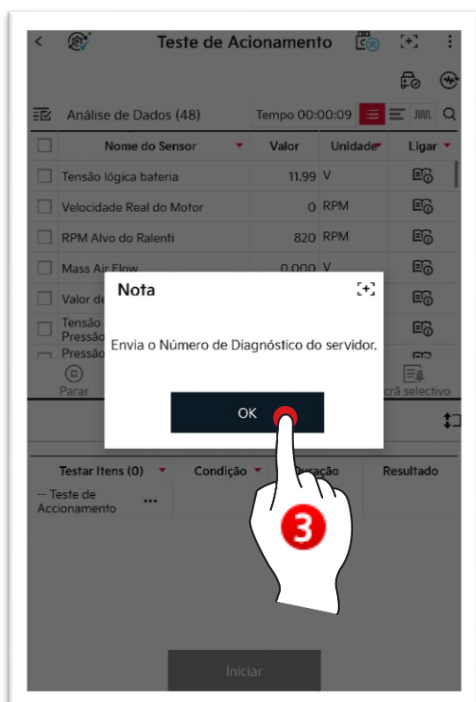 Teste de Acionamento
Análise de Dados (48) Tempo 00:00:09
Nome do Sensor Valor Unidade Ligar
Tensão lógica bateria 11.99 V
Velocidade Real do Motor 0 RPM
RPM Alvo do Ralenti 820 RPM
Mass Air Flow 0.000 V
Nota
Valor de
Tensão
Pressão
Envia o Número de Diagnóstico do servidor.
Pressão
Parar crã selectivo
OK
Testar Itens (0) Condição Duração Resultado
-- Teste de
Acionamento ...
3
Iniciar